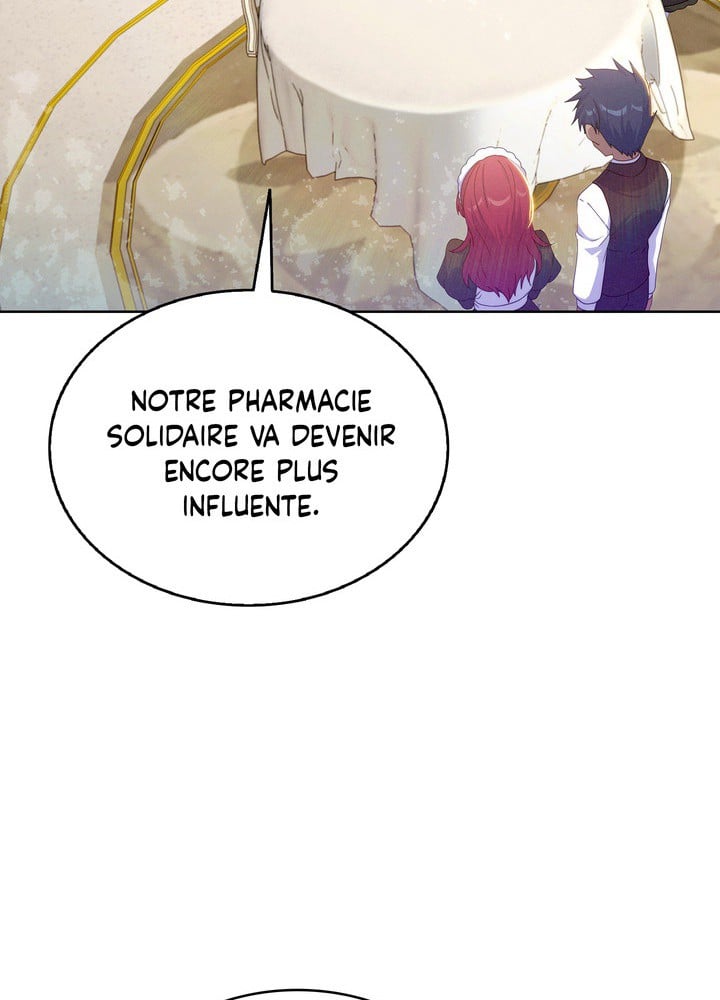 NOTRE PHARMACIE
SOLIDAIRE VA DEVENIR
ENCORE PLUS
INFLUENTE.